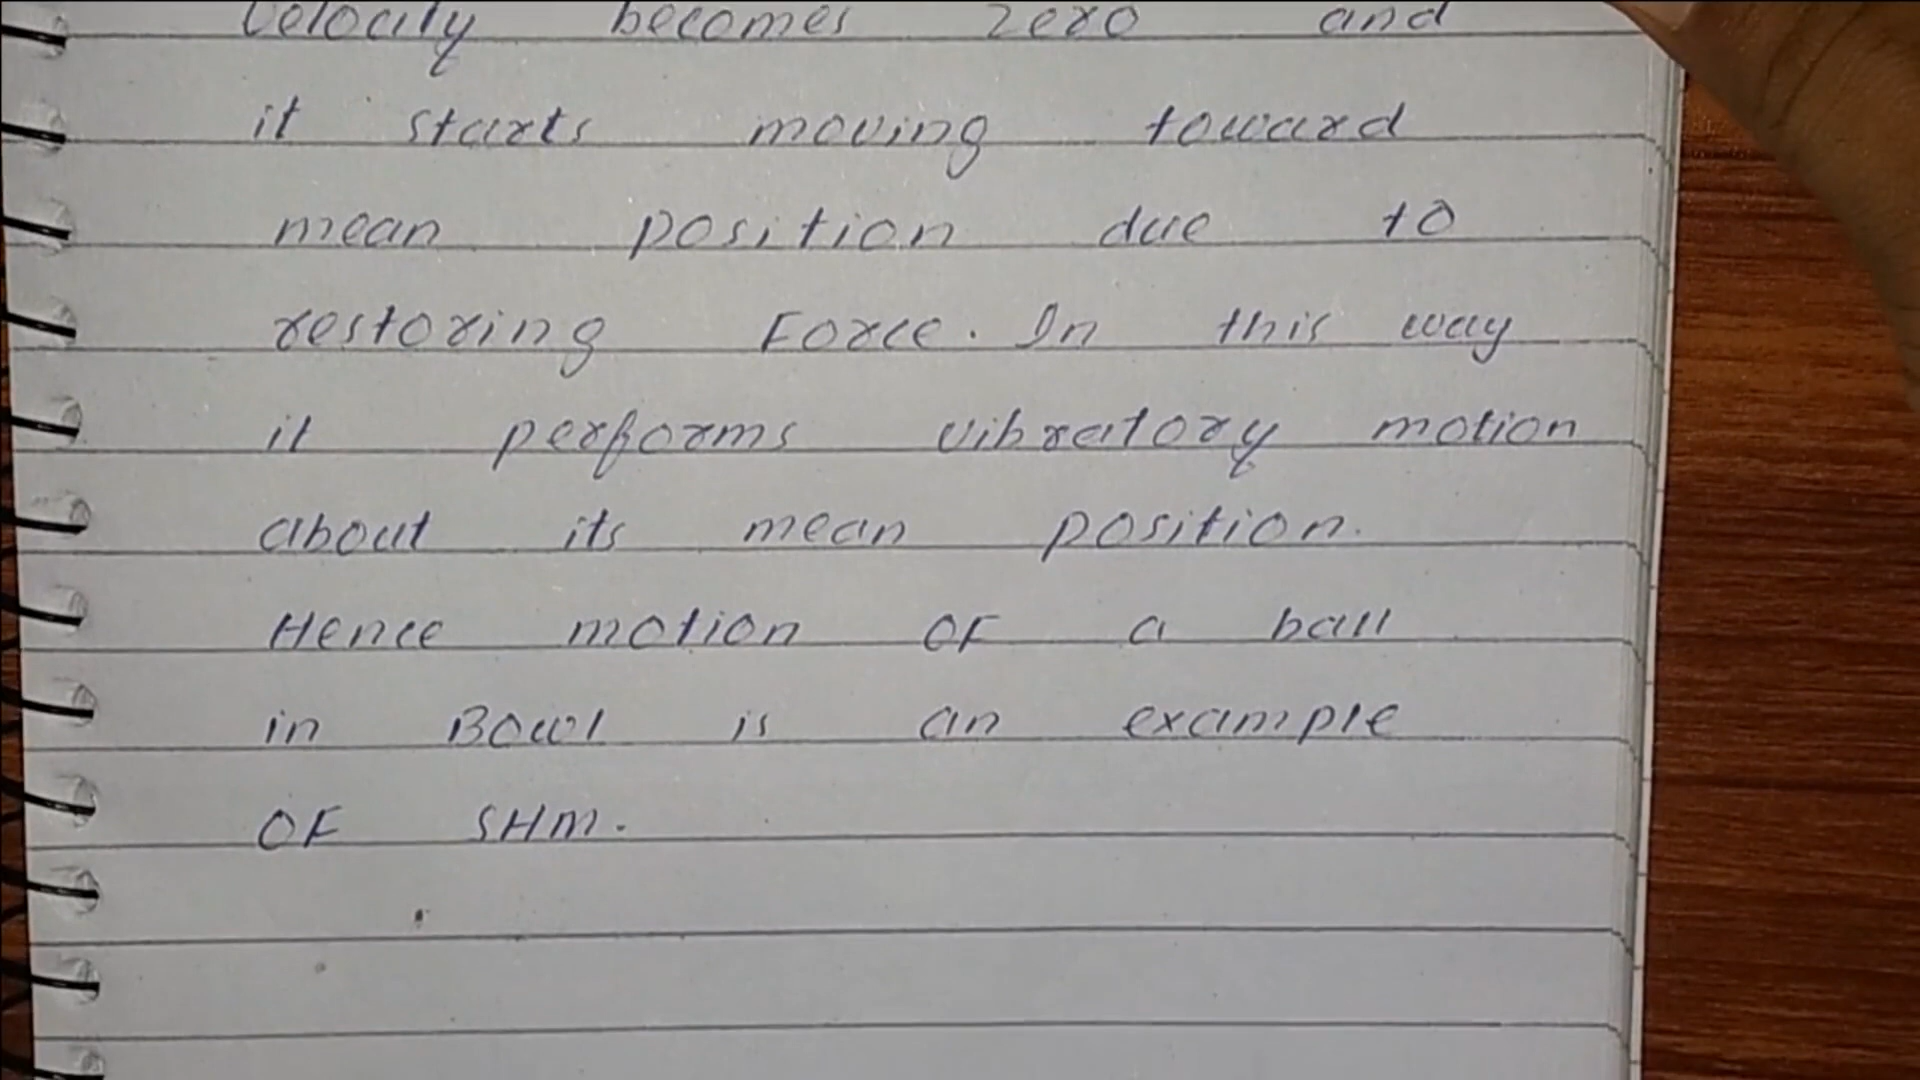 Velocity becomes zero and
it starts moving toward
mean position due to
restoring Force. In this way
it performs vibratory motion
about its mean position.
Hence motion OF a ball
in Bowl is an example
OF SHM.